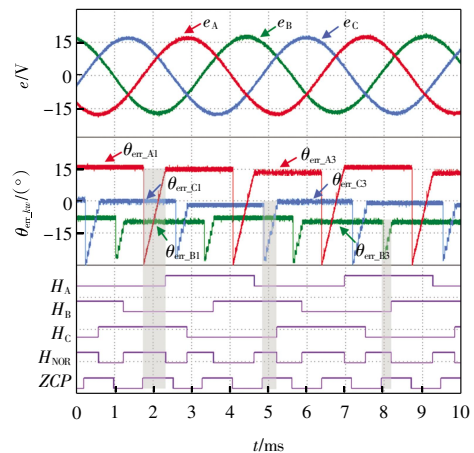 e_A e_B e_C
e/V
15
0
−15
θ_err_A1 θ_err_A3
θ_err_C1 θ_err_C3
θ_err_B1 θ_err_B3
θ_err_kw/(°)
15
0
−15
H_A
H_B
H_C
H_NOR
ZCP
0 1 2 3 4 5 6 7 8 9 10
t/ms